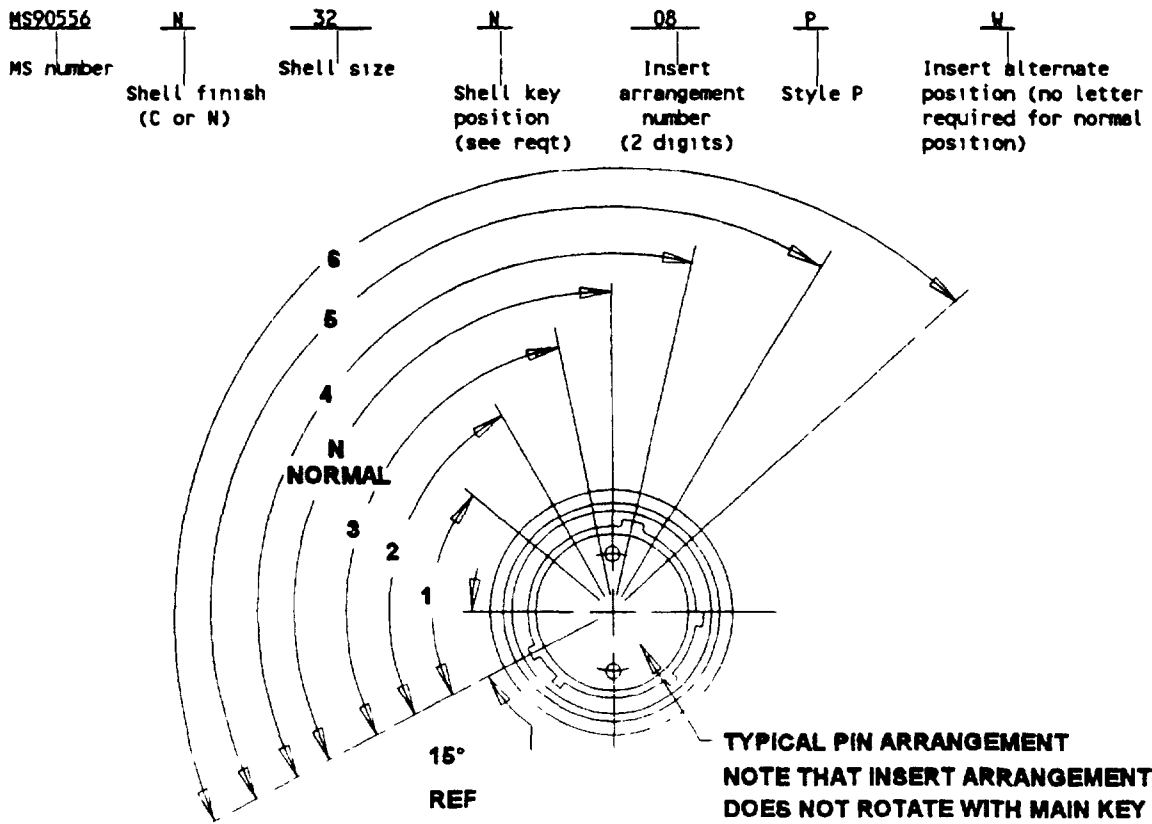 MS90556 N 32 N 08 P W
MS number
Shell finish
(C or N)
Shell size
Shell key
position
(see reqt)
Insert
arrangement
number
(2 digits)
Style P
Insert alternate
position (no letter
required for normal
position)
6
5
4
N
NORMAL
3
2
1
15°
REF
TYPICAL PIN ARRANGEMENT
NOTE THAT INSERT ARRANGEMENT
DOES NOT ROTATE WITH MAIN KEY